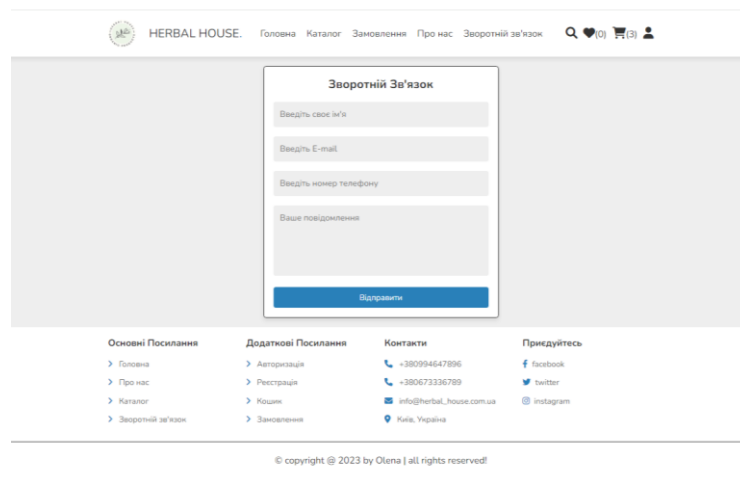 HERBAL HOUSE. Головна Каталог Замовлення Про нас Зворотній зв'язок (0) (3)
Зворотній Зв'язок
Введіть своє ім'я
Введіть E-mail
Введіть номер телефону
Ваше повідомлення
Відправити
Основні Посилання
Головна
Про нас
Каталог
Зворотній зв'язок
Додаткові Посилання
Авторизація
Реєстрація
Кошик
Замовлення
Контакти
+380994647896
+380673336789
info@herbal_house.com.ua
Київ, Україна
Приєдуйтесь
facebook
twitter
instagram
© copyright @ 2023 by Olena | all rights reserved!